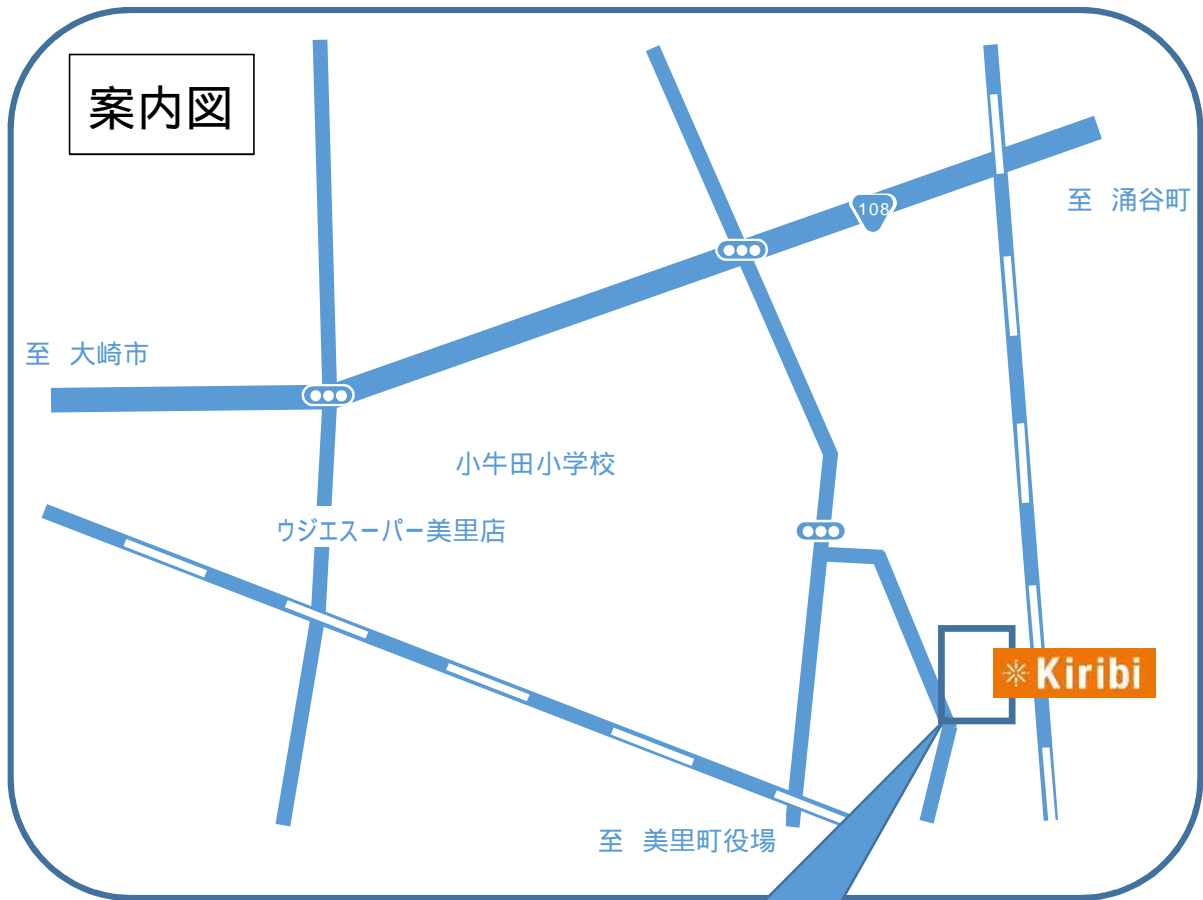 案内図
108
至 涌谷町
至 大崎市
小牛田小学校
ウジエスーパー美里店
Kiribi
至 美里町役場